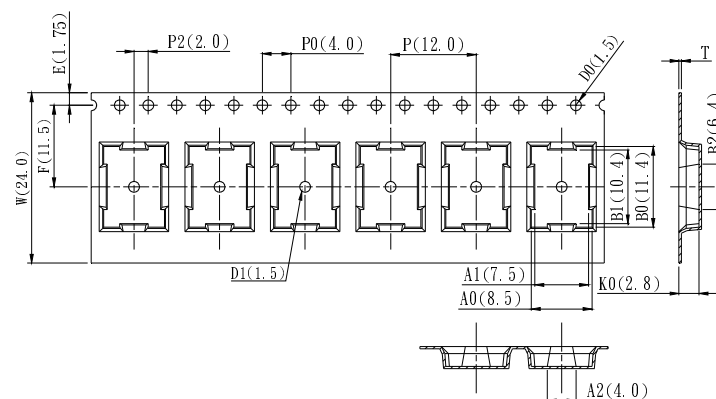 E(1.75)
P2(2.0)
P0(4.0)
P(12.0)
D0(1.5)
T
W(24.0)
F(11.5)
B1(10.4)
B0(11.4)
B2(6.4)
D1(1.5)
A1(7.5)
A0(8.5)
K0(2.8)
A2(4.0)